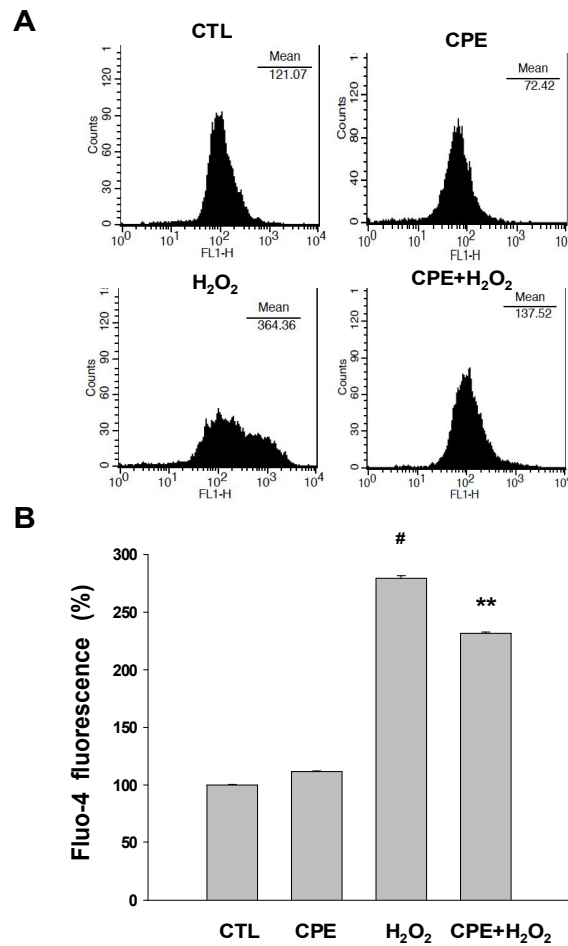 A
CTL
Mean
121.07
Counts
120
90
60
30
0
10⁰ 10¹ 10² 10³ 10⁴
FL1-H
CPE
Mean
72.42
Counts
120
80
40
0
10⁰ 10¹ 10² 10³ 10⁴
FL1-H
H₂O₂
Mean
364.36
Counts
120
90
60
30
0
10⁰ 10¹ 10² 10³ 10⁴
FL1-H
CPE+H₂O₂
Mean
137.52
Counts
120
90
60
30
0
10⁰ 10¹ 10² 10³ 10⁴
FL1-H
B
Fluo-4 fluorescence (%)
300
250
200
150
100
50
0
#
**
CTL CPE H₂O₂ CPE+H₂O₂